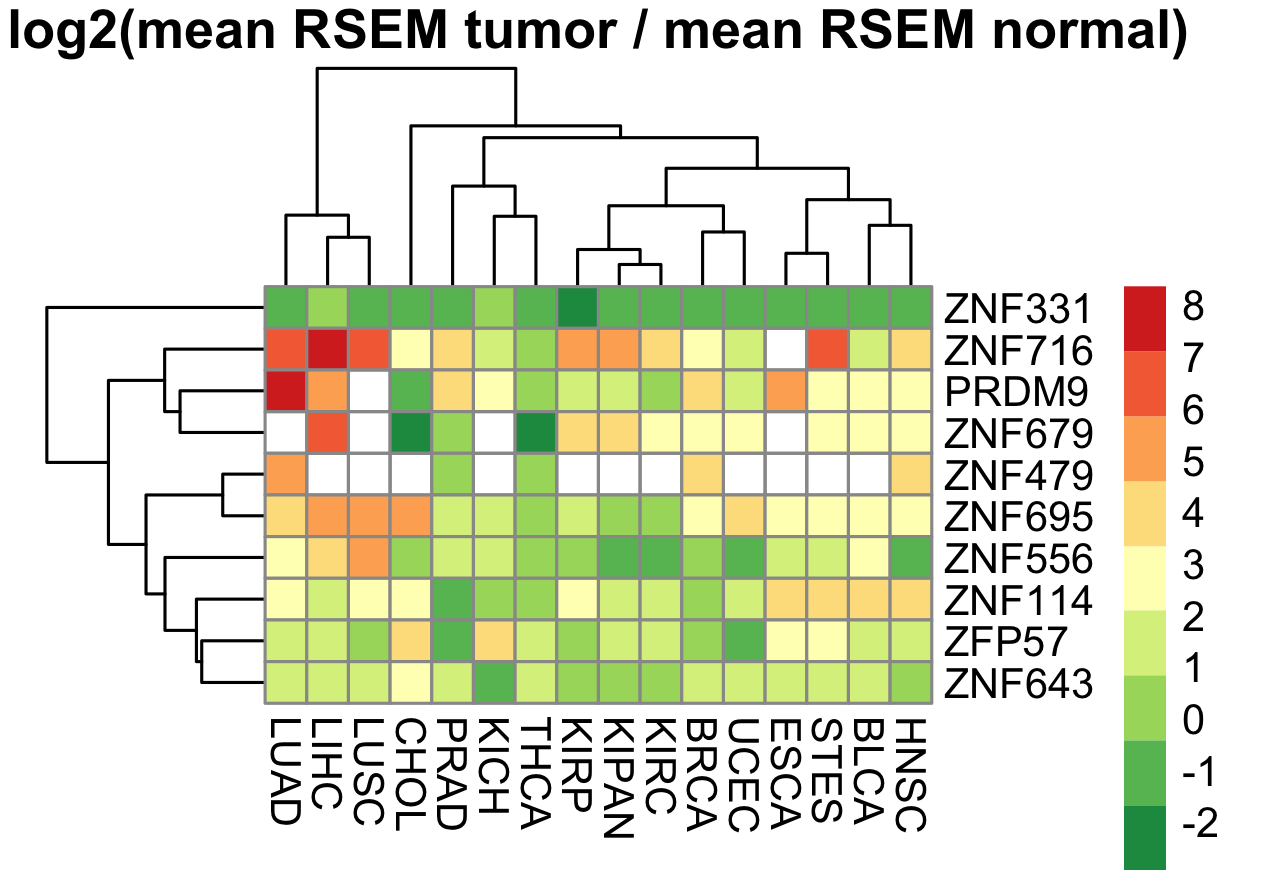 log2(mean RSEM tumor / mean RSEM normal)
ZNF331
ZNF716
PRDM9
ZNF679
ZNF479
ZNF695
ZNF556
ZNF114
ZFP57
ZNF643
LUAD
LIHC
LUSC
CHOL
PRAD
KICH
THCA
KIRP
KIPAN
KIRC
BRCA
UCEC
ESCA
STES
BLCA
HNSC
8
7
6
5
4
3
2
1
0
-1
-2